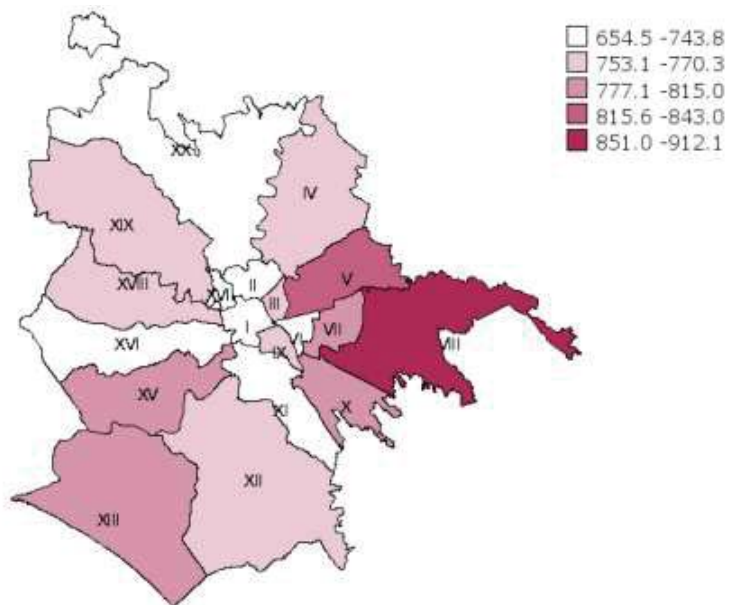 654.5 -743.8
753.1 -770.3
777.1 -815.0
815.6 -843.0
851.0 -912.1
XX
IV
XIX
V
XVIII
XVII
II
III
I
VII
VI
VIII
XVI
IX
XV
XI
X
XII
XIII